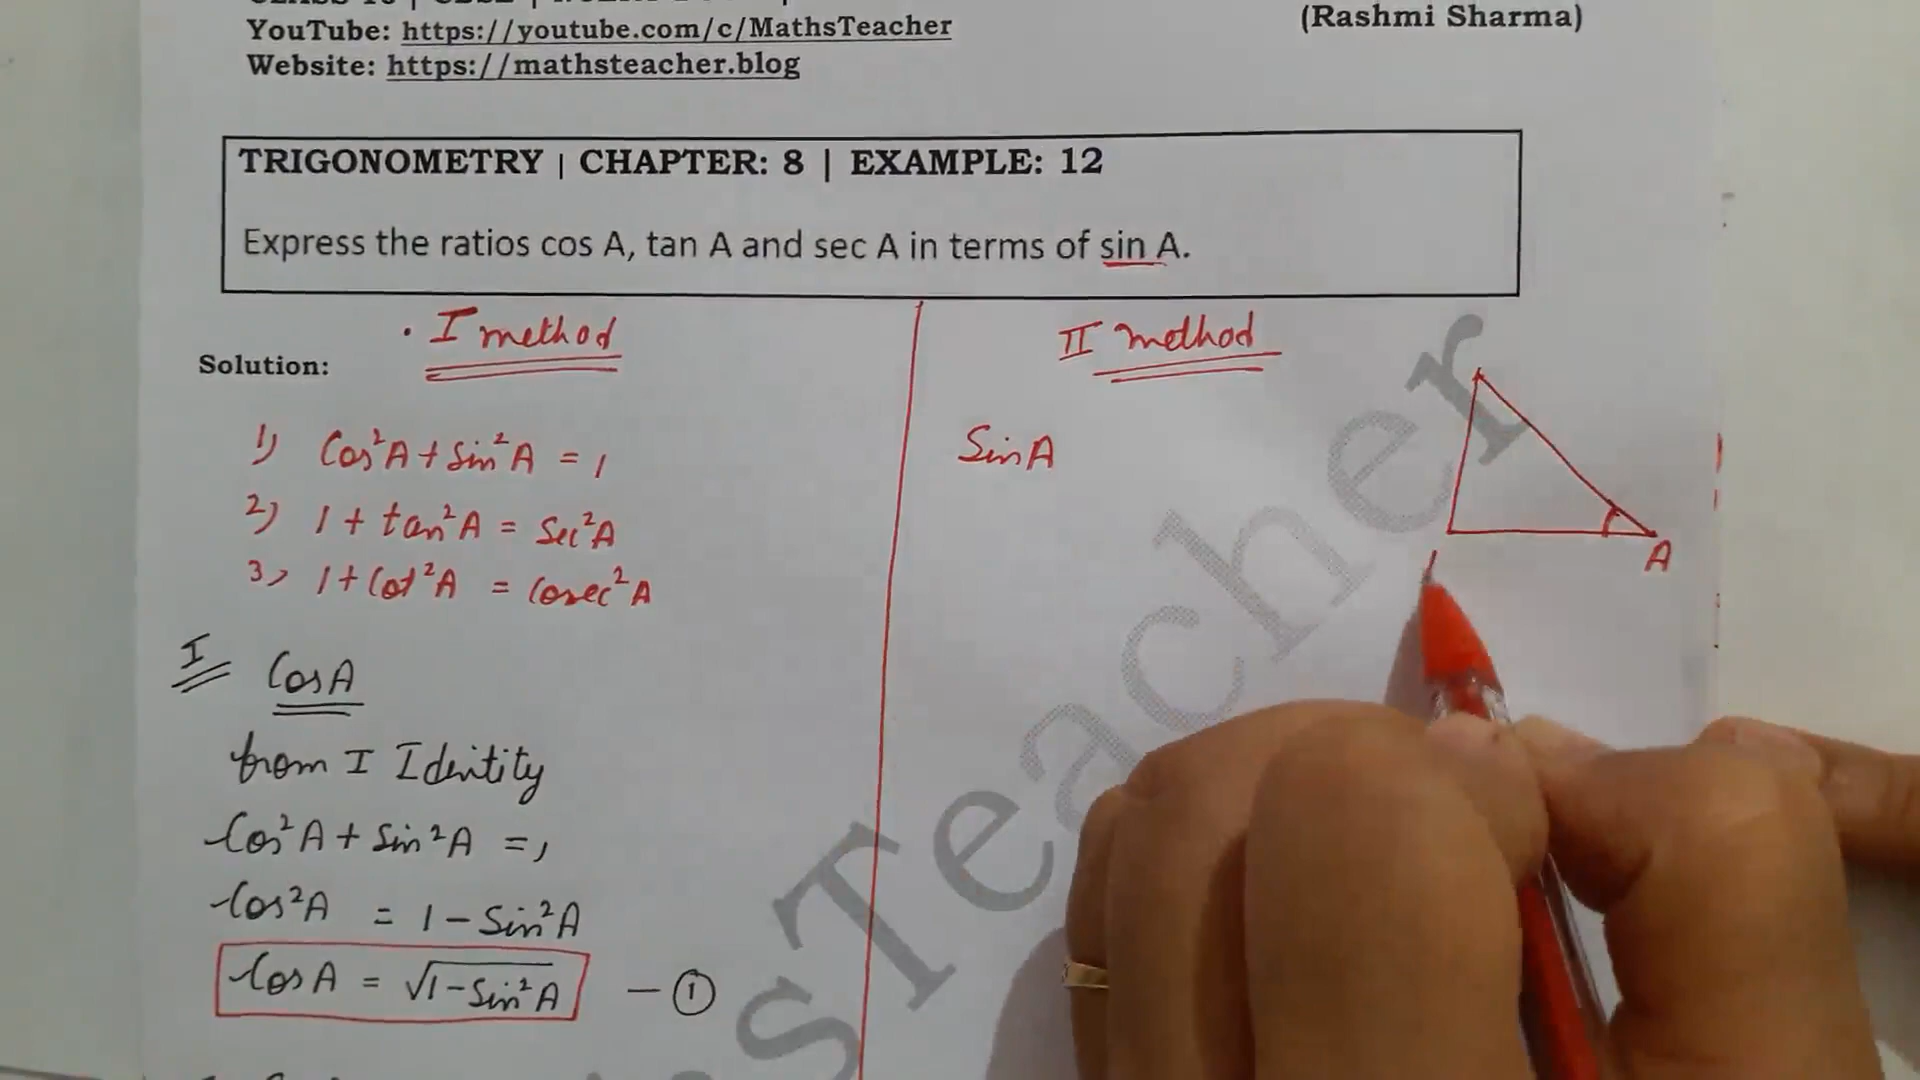 YouTube: https://youtube.com/c/MathsTeacher
(Rashmi Sharma)
Website: https://mathsteacher.blog
TRIGONOMETRY | CHAPTER: 8 | EXAMPLE: 12
Express the ratios cos A, tan A and sec A in terms of sin A.
Solution:
I method
1) Cos²A + Sin²A = 1
2) 1 + tan²A = Sec²A
3) 1 + Cot²A = Cosec²A
I CosA
from I Identity
Cos²A + Sin²A = 1
Cos²A = 1 - Sin²A
CosA = √1-Sin²A — ①
II method
SinA
A
sTeacher